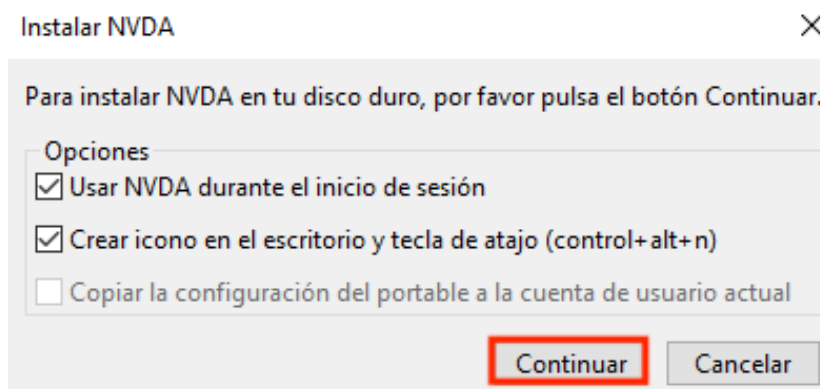 Instalar NVDA
Para instalar NVDA en tu disco duro, por favor pulsa el botón Continuar.
Opciones
Usar NVDA durante el inicio de sesión
Crear icono en el escritorio y tecla de atajo (control+alt+n)
Copiar la configuración del portable a la cuenta de usuario actual
Continuar Cancelar